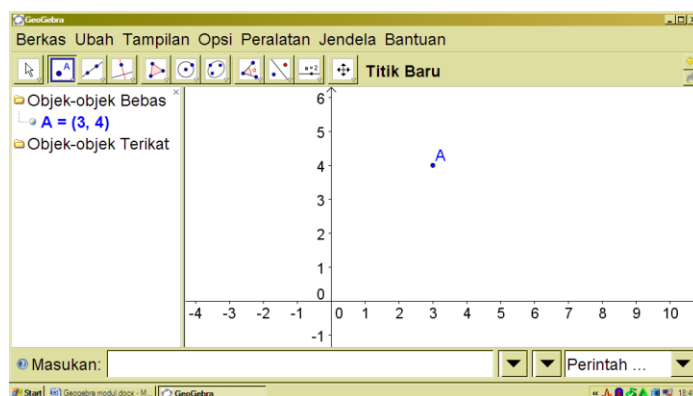 GeoGebra
Berkas Ubah Tampilan Opsi Peralatan Jendela Bantuan
A
a=2
Titik Baru
Objek-objek Bebas
A = (3, 4)
Objek-objek Terikat
6
5
4
3
2
1
0
-1
A
-4 -3 -2 -1 0 1 2 3 4 5 6 7 8 9 10
Masukan:
Perintah ...
Start
Geogebra modul.docx - M...
GeoGebra